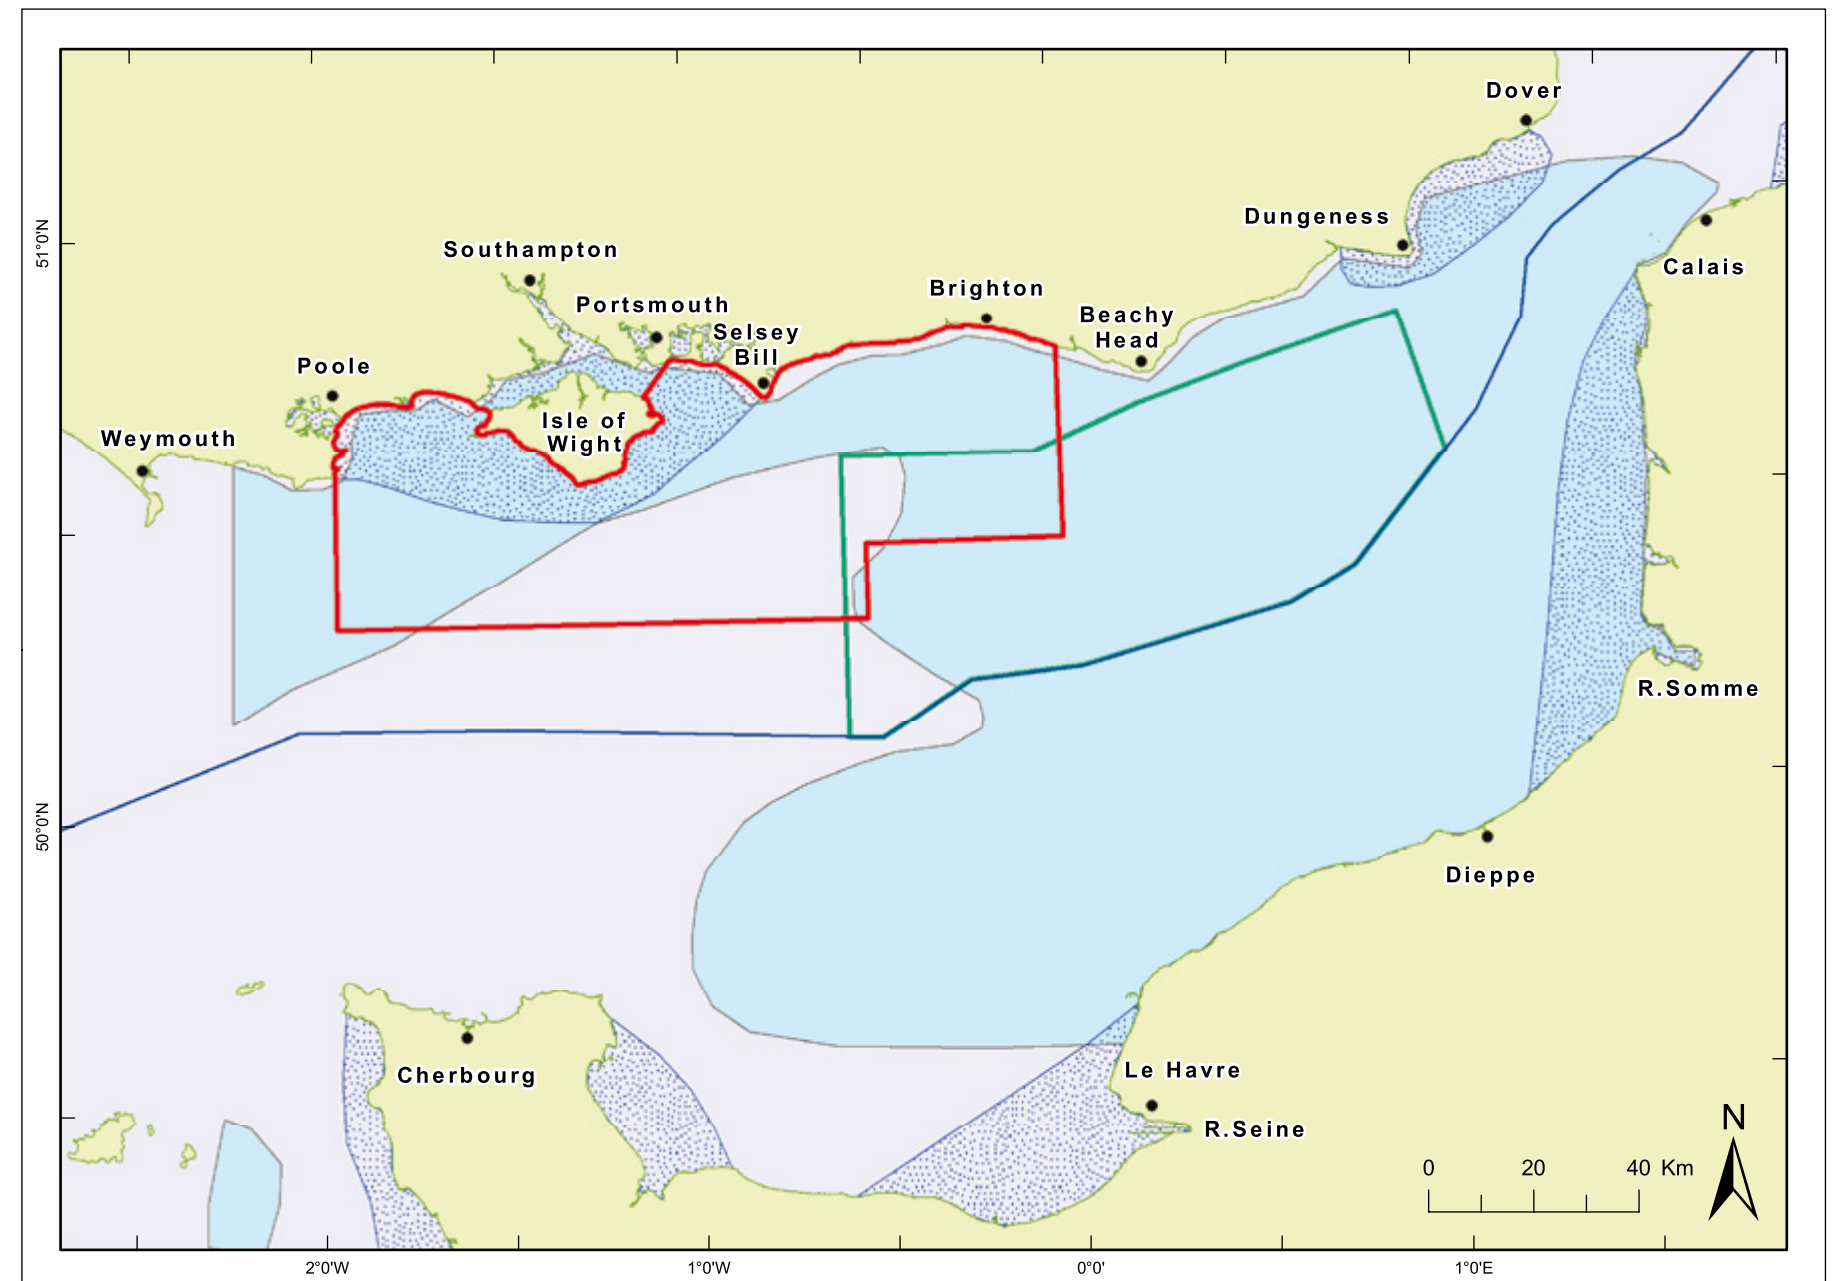 Dover
Dungeness
51°0'N
Southampton
Calais
Brighton
Portsmouth
Beachy
Head
Selsey
Bill
Poole
Isle of
Wight
Weymouth
R.Somme
50°0'N
Dieppe
Cherbourg
Le Havre
R.Seine
N
0 20 40 Km
2°0'W 1°0'W 0°0' 1°0'E